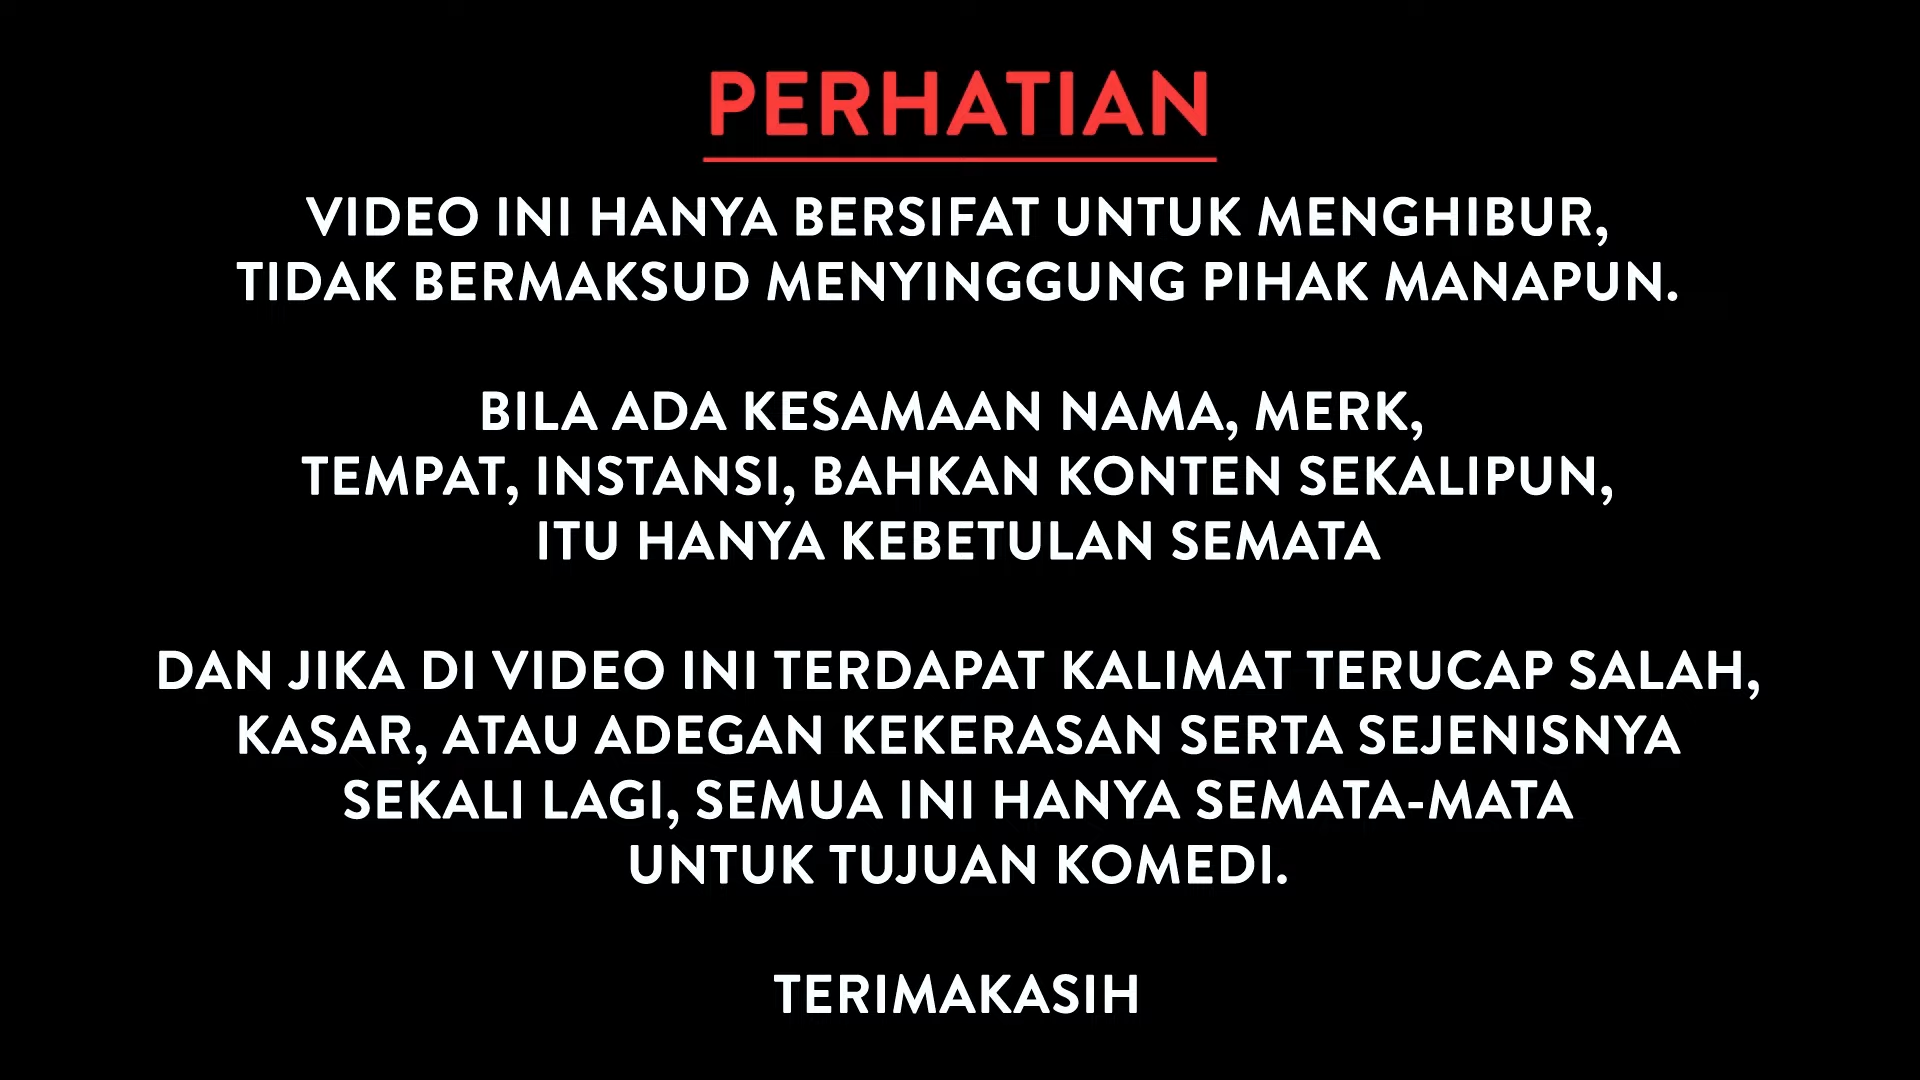 PERHATIAN
VIDEO INI HANYA BERSIFAT UNTUK MENGHIBUR,
TIDAK BERMAKSUD MENYINGGUNG PIHAK MANAPUN.
BILA ADA KESAMAAN NAMA, MERK,
TEMPAT, INSTANSI, BAHKAN KONTEN SEKALIPUN,
ITU HANYA KEBETULAN SEMATA
DAN JIKA DI VIDEO INI TERDAPAT KALIMAT TERUCAP SALAH,
KASAR, ATAU ADEGAN KEKERASAN SERTA SEJENISNYA
SEKALI LAGI, SEMUA INI HANYA SEMATA-MATA
UNTUK TUJUAN KOMEDI.
TERIMAKASIH